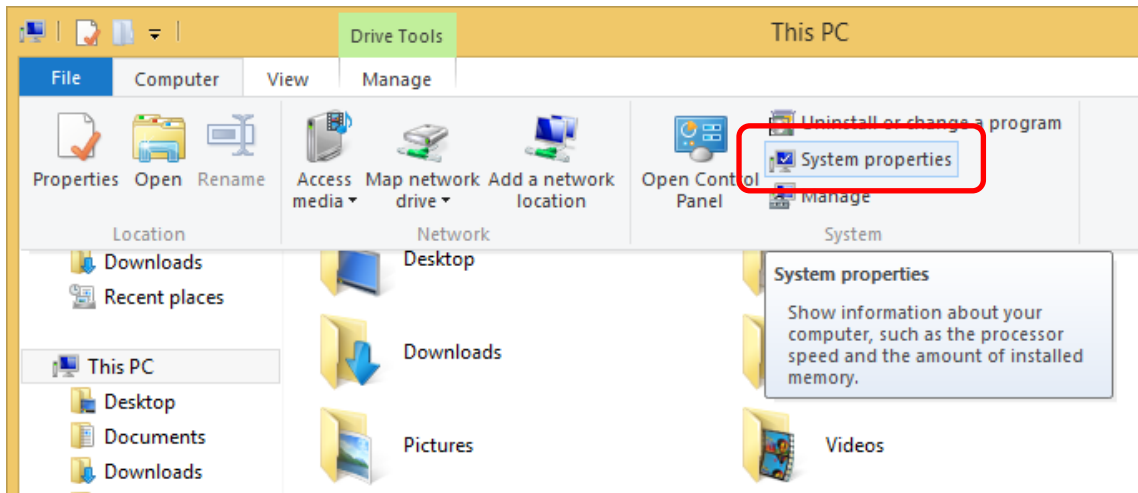 Drive Tools
This PC
File
Computer
View
Manage
Properties
Open
Rename
Access
media
Map network
drive
Add a network
location
Open Control
Panel
Uninstall or change a program
System properties
Manage
Location
Network
System
Downloads
Recent places
This PC
Desktop
Documents
Downloads
Desktop
Downloads
Pictures
Videos
System properties
Show information about your
computer, such as the processor
speed and the amount of installed
memory.